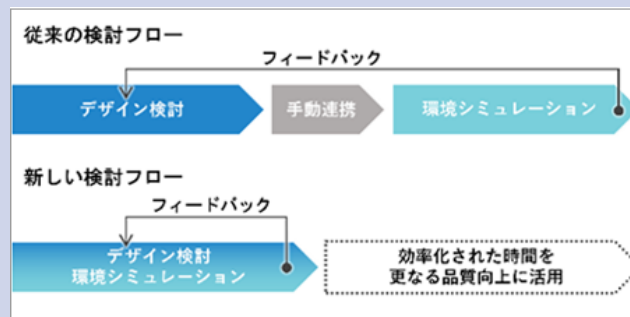 従来の検討フロー
フィードバック
デザイン検討
手動連携
環境シミュレーション
新しい検討フロー
フィードバック
デザイン検討
環境シミュレーション
効率化された時間を
更なる品質向上に活用